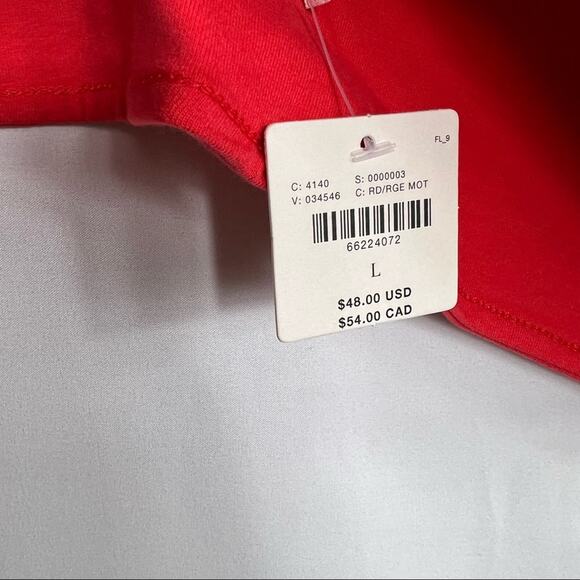 FL_9
C: 4140 S: 0000003
V: 034546 C: RD/RGE MOT
66224072
L
$48.00 USD
$54.00 CAD